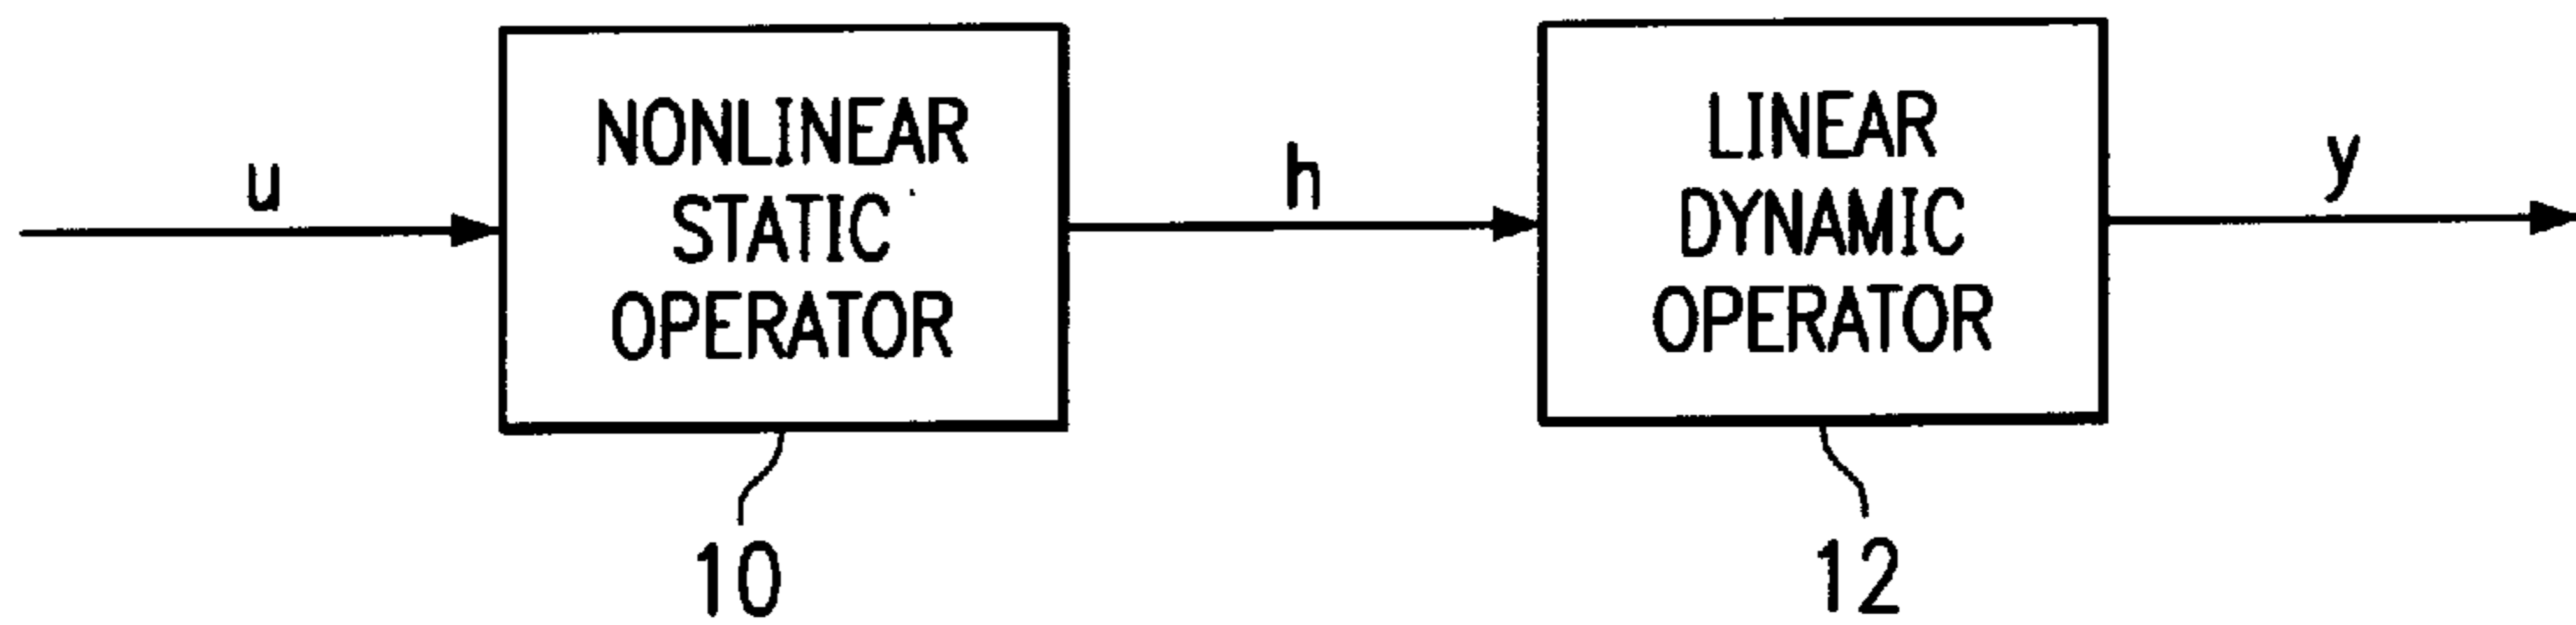 u
NONLINEAR
STATIC
OPERATOR
h
LINEAR
DYNAMIC
OPERATOR
y
10
12